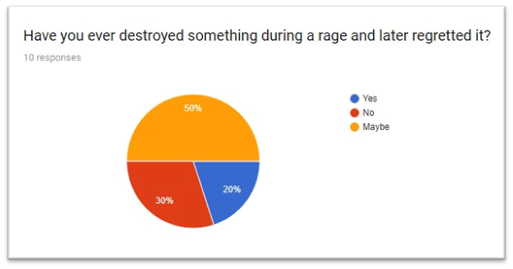 Have you ever destroyed something during a rage and later regretted it?
10 responses
50%
Yes
No
Maybe
20%
30%